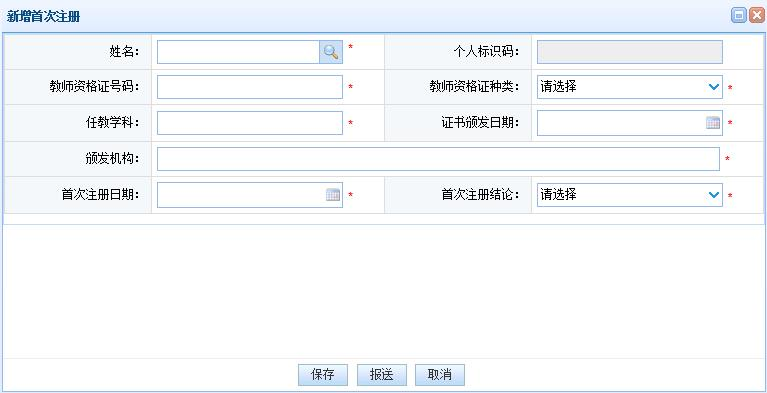 新增首次注册
姓名： * 个人标识码：
教师资格证号码： * 教师资格证种类： 请选择 *
任教学科： * 证书颁发日期： *
颁发机构： *
首次注册日期： * 首次注册结论： 请选择 *
保存 报送 取消